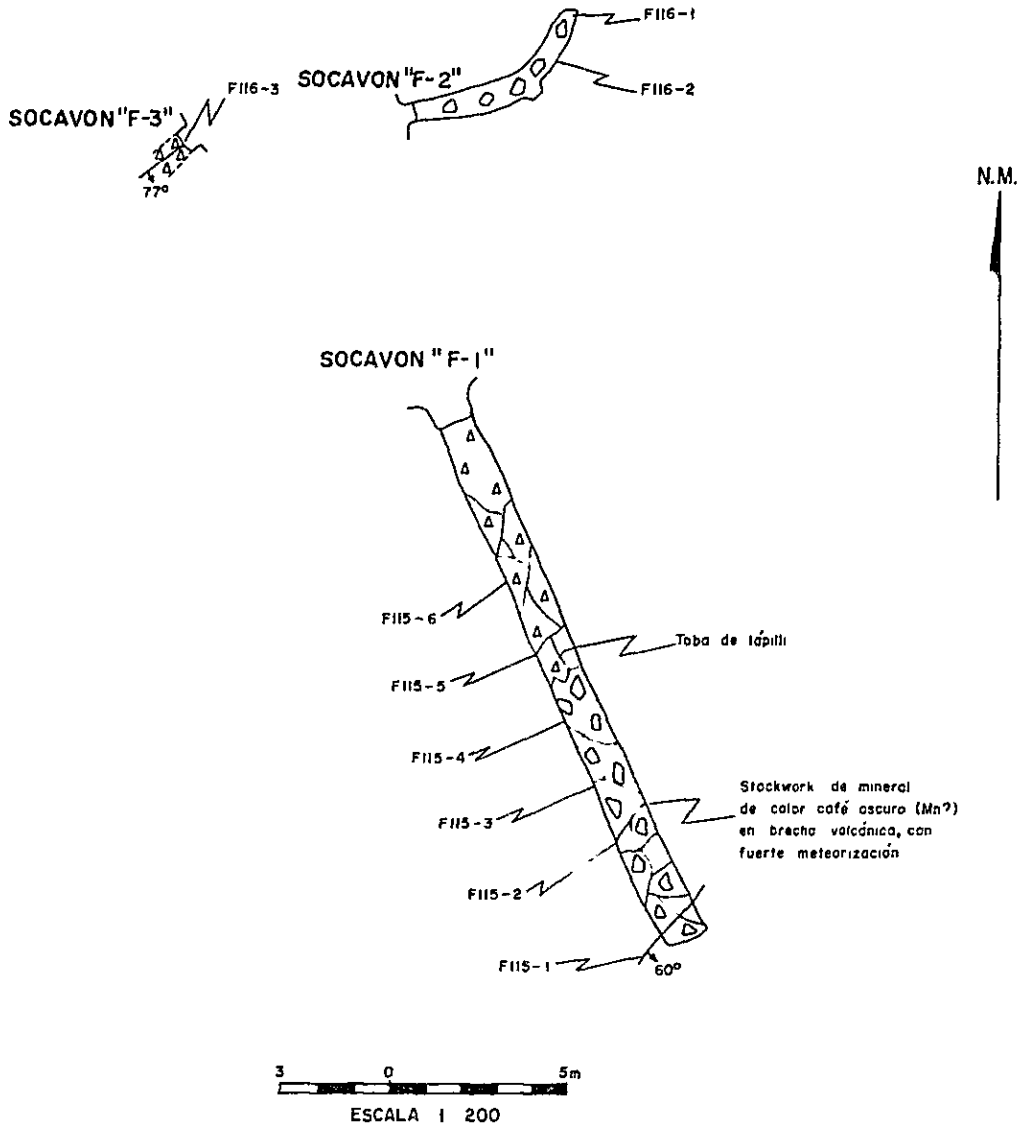 F116-1
SOCAVON "F-2"
F116-3
F116-2
SOCAVON "F-3"
77°
N.M.
SOCAVON "F-1"
F115-6
Toba de lápilli
F115-5
F115-4
Stockwork de mineral
de color café oscuro (Mn?)
en brecha volcánica, con
fuerte meteorización
F115-3
F115-2
F115-1
60°
3 0 5m
ESCALA 1 200